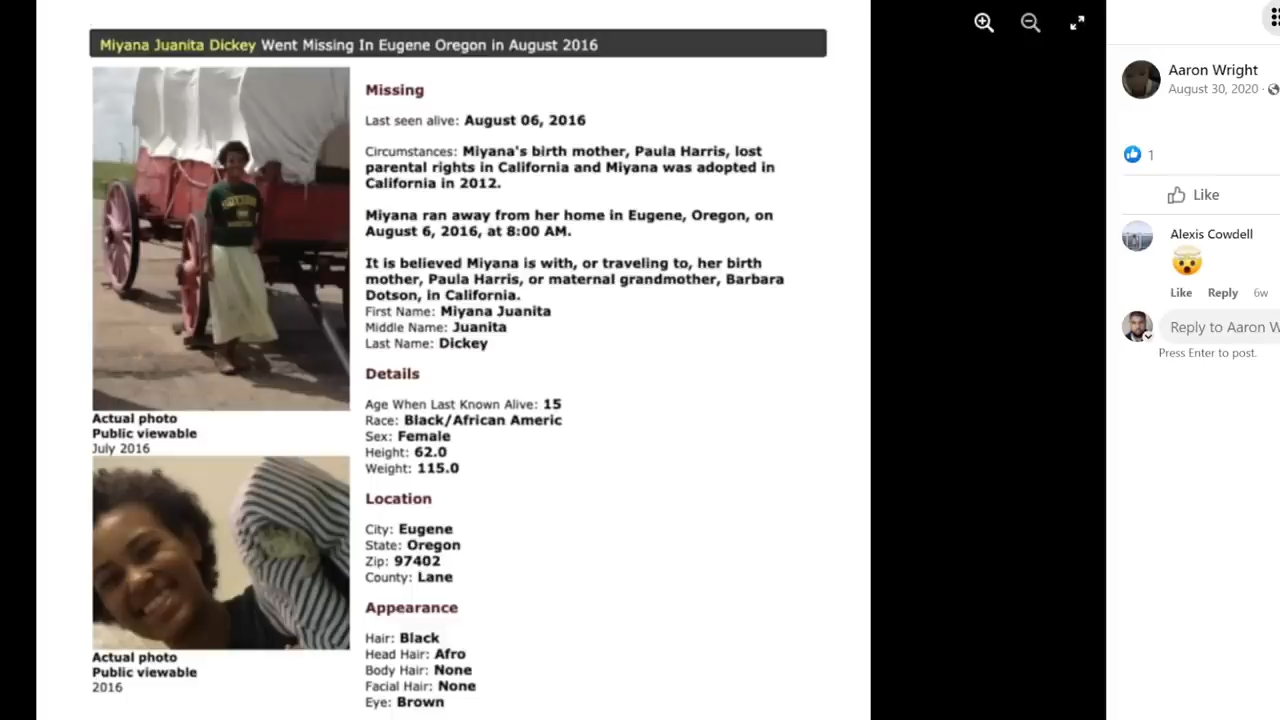 Miyana Juanita Dickey Went Missing In Eugene Oregon in August 2016
Missing
Last seen alive: August 06, 2016
Circumstances: Miyana's birth mother, Paula Harris, lost
parental rights in California and Miyana was adopted in
California in 2012.
Miyana ran away from her home in Eugene, Oregon, on
August 6, 2016, at 8:00 AM.
It is believed Miyana is with, or traveling to, her birth
mother, Paula Harris, or maternal grandmother, Barbara
Dotson, in California.
First Name: Miyana Juanita
Middle Name: Juanita
Last Name: Dickey
Details
Age When Last Known Alive: 15
Race: Black/African Americ
Sex: Female
Height: 62.0
Weight: 115.0
Location
City: Eugene
State: Oregon
Zip: 97402
County: Lane
Appearance
Hair: Black
Head Hair: Afro
Body Hair: None
Facial Hair: None
Eye: Brown
Actual photo
Public viewable
July 2016
Actual photo
Public viewable
2016
Aaron Wright
August 30, 2020 ·
1
Like
Alexis Cowdell
Like Reply 6w
Reply to Aaron W
Press Enter to post.